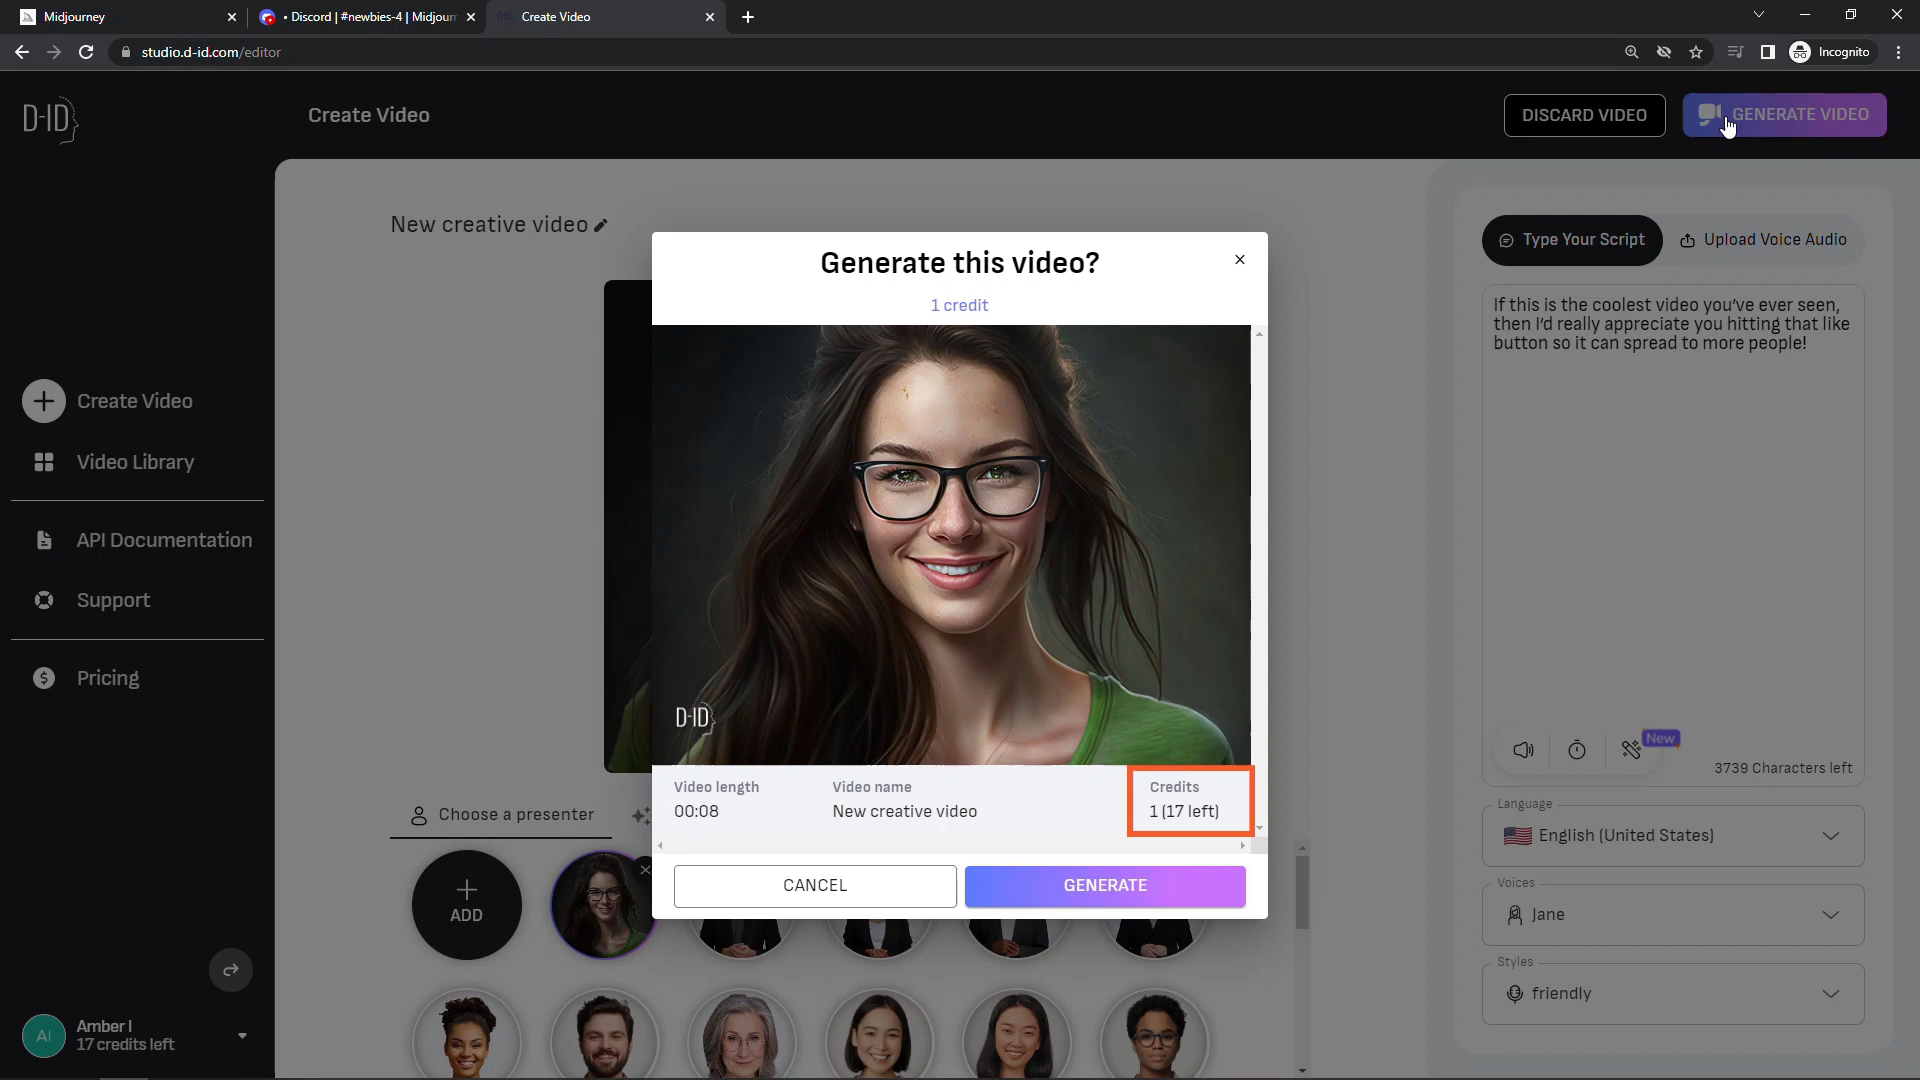 Midjourney
• Discord | #newbies-4 | Midjourn
Create Video
studio.d-id.com/editor
Incognito
D-ID
Create Video
DISCARD VIDEO
GENERATE VIDEO
Create Video
Video Library
API Documentation
Support
Pricing
AI
Amber I
17 credits left
New creative video
Generate this video?
1 credit
D-ID
Video length
00:08
Video name
New creative video
Credits
1 (17 left)
CANCEL
GENERATE
Choose a presenter
ADD
Type Your Script
Upload Voice Audio
If this is the coolest video you've ever seen,
then I'd really appreciate you hitting that like
button so it can spread to more people!
New
3739 Characters left
Language
English (United States)
Voices
Jane
Styles
friendly